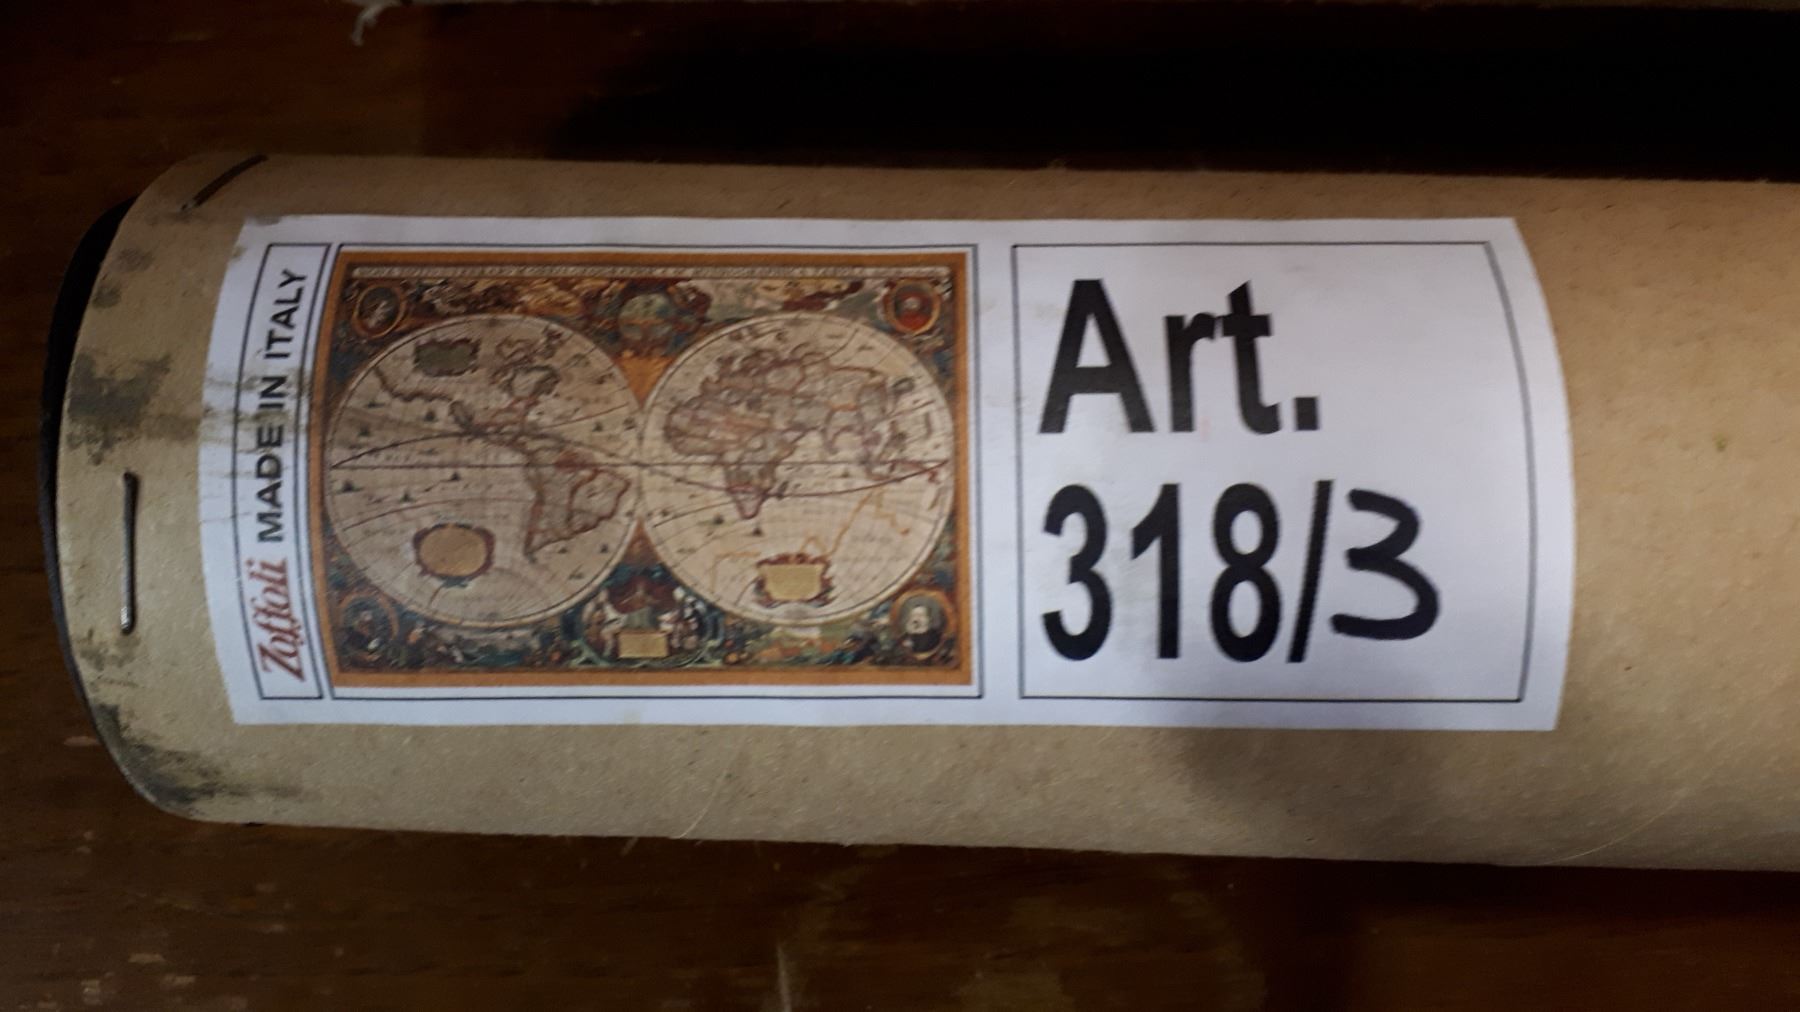 Zoffoli MADE IN ITALY
Art.
318/3